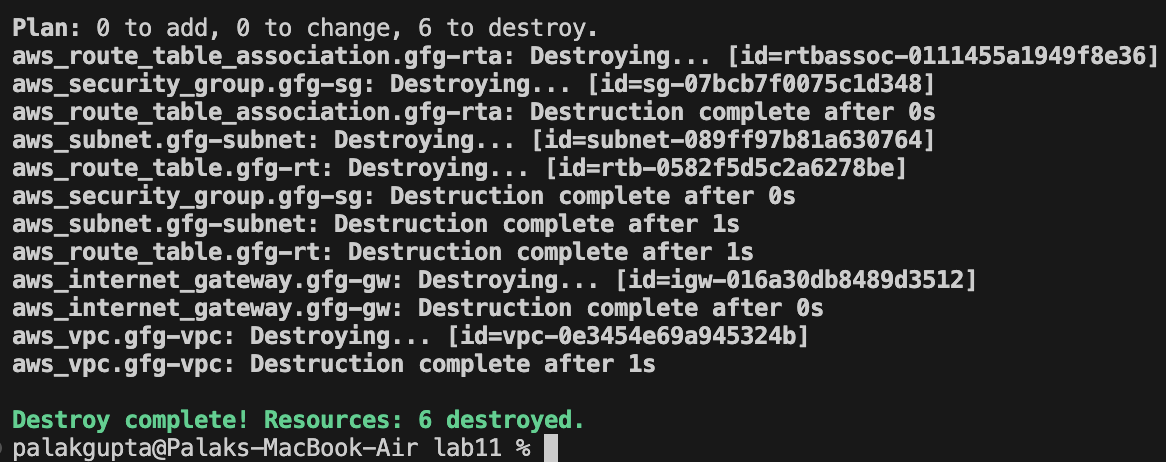 Plan: 0 to add, 0 to change, 6 to destroy.
aws_route_table_association.gfg-rta: Destroying... [id=rtbassoc-0111455a1949f8e36]
aws_security_group.gfg-sg: Destroying... [id=sg-07bcb7f0075c1d348]
aws_route_table_association.gfg-rta: Destruction complete after 0s
aws_subnet.gfg-subnet: Destroying... [id=subnet-089ff97b81a630764]
aws_route_table.gfg-rt: Destroying... [id=rtb-0582f5d5c2a6278be]
aws_security_group.gfg-sg: Destruction complete after 0s
aws_subnet.gfg-subnet: Destruction complete after 1s
aws_route_table.gfg-rt: Destruction complete after 1s
aws_internet_gateway.gfg-gw: Destroying... [id=igw-016a30db8489d3512]
aws_internet_gateway.gfg-gw: Destruction complete after 0s
aws_vpc.gfg-vpc: Destroying... [id=vpc-0e3454e69a945324b]
aws_vpc.gfg-vpc: Destruction complete after 1s
Destroy complete! Resources: 6 destroyed.
palakgupta@Palaks-MacBook-Air lab11 %